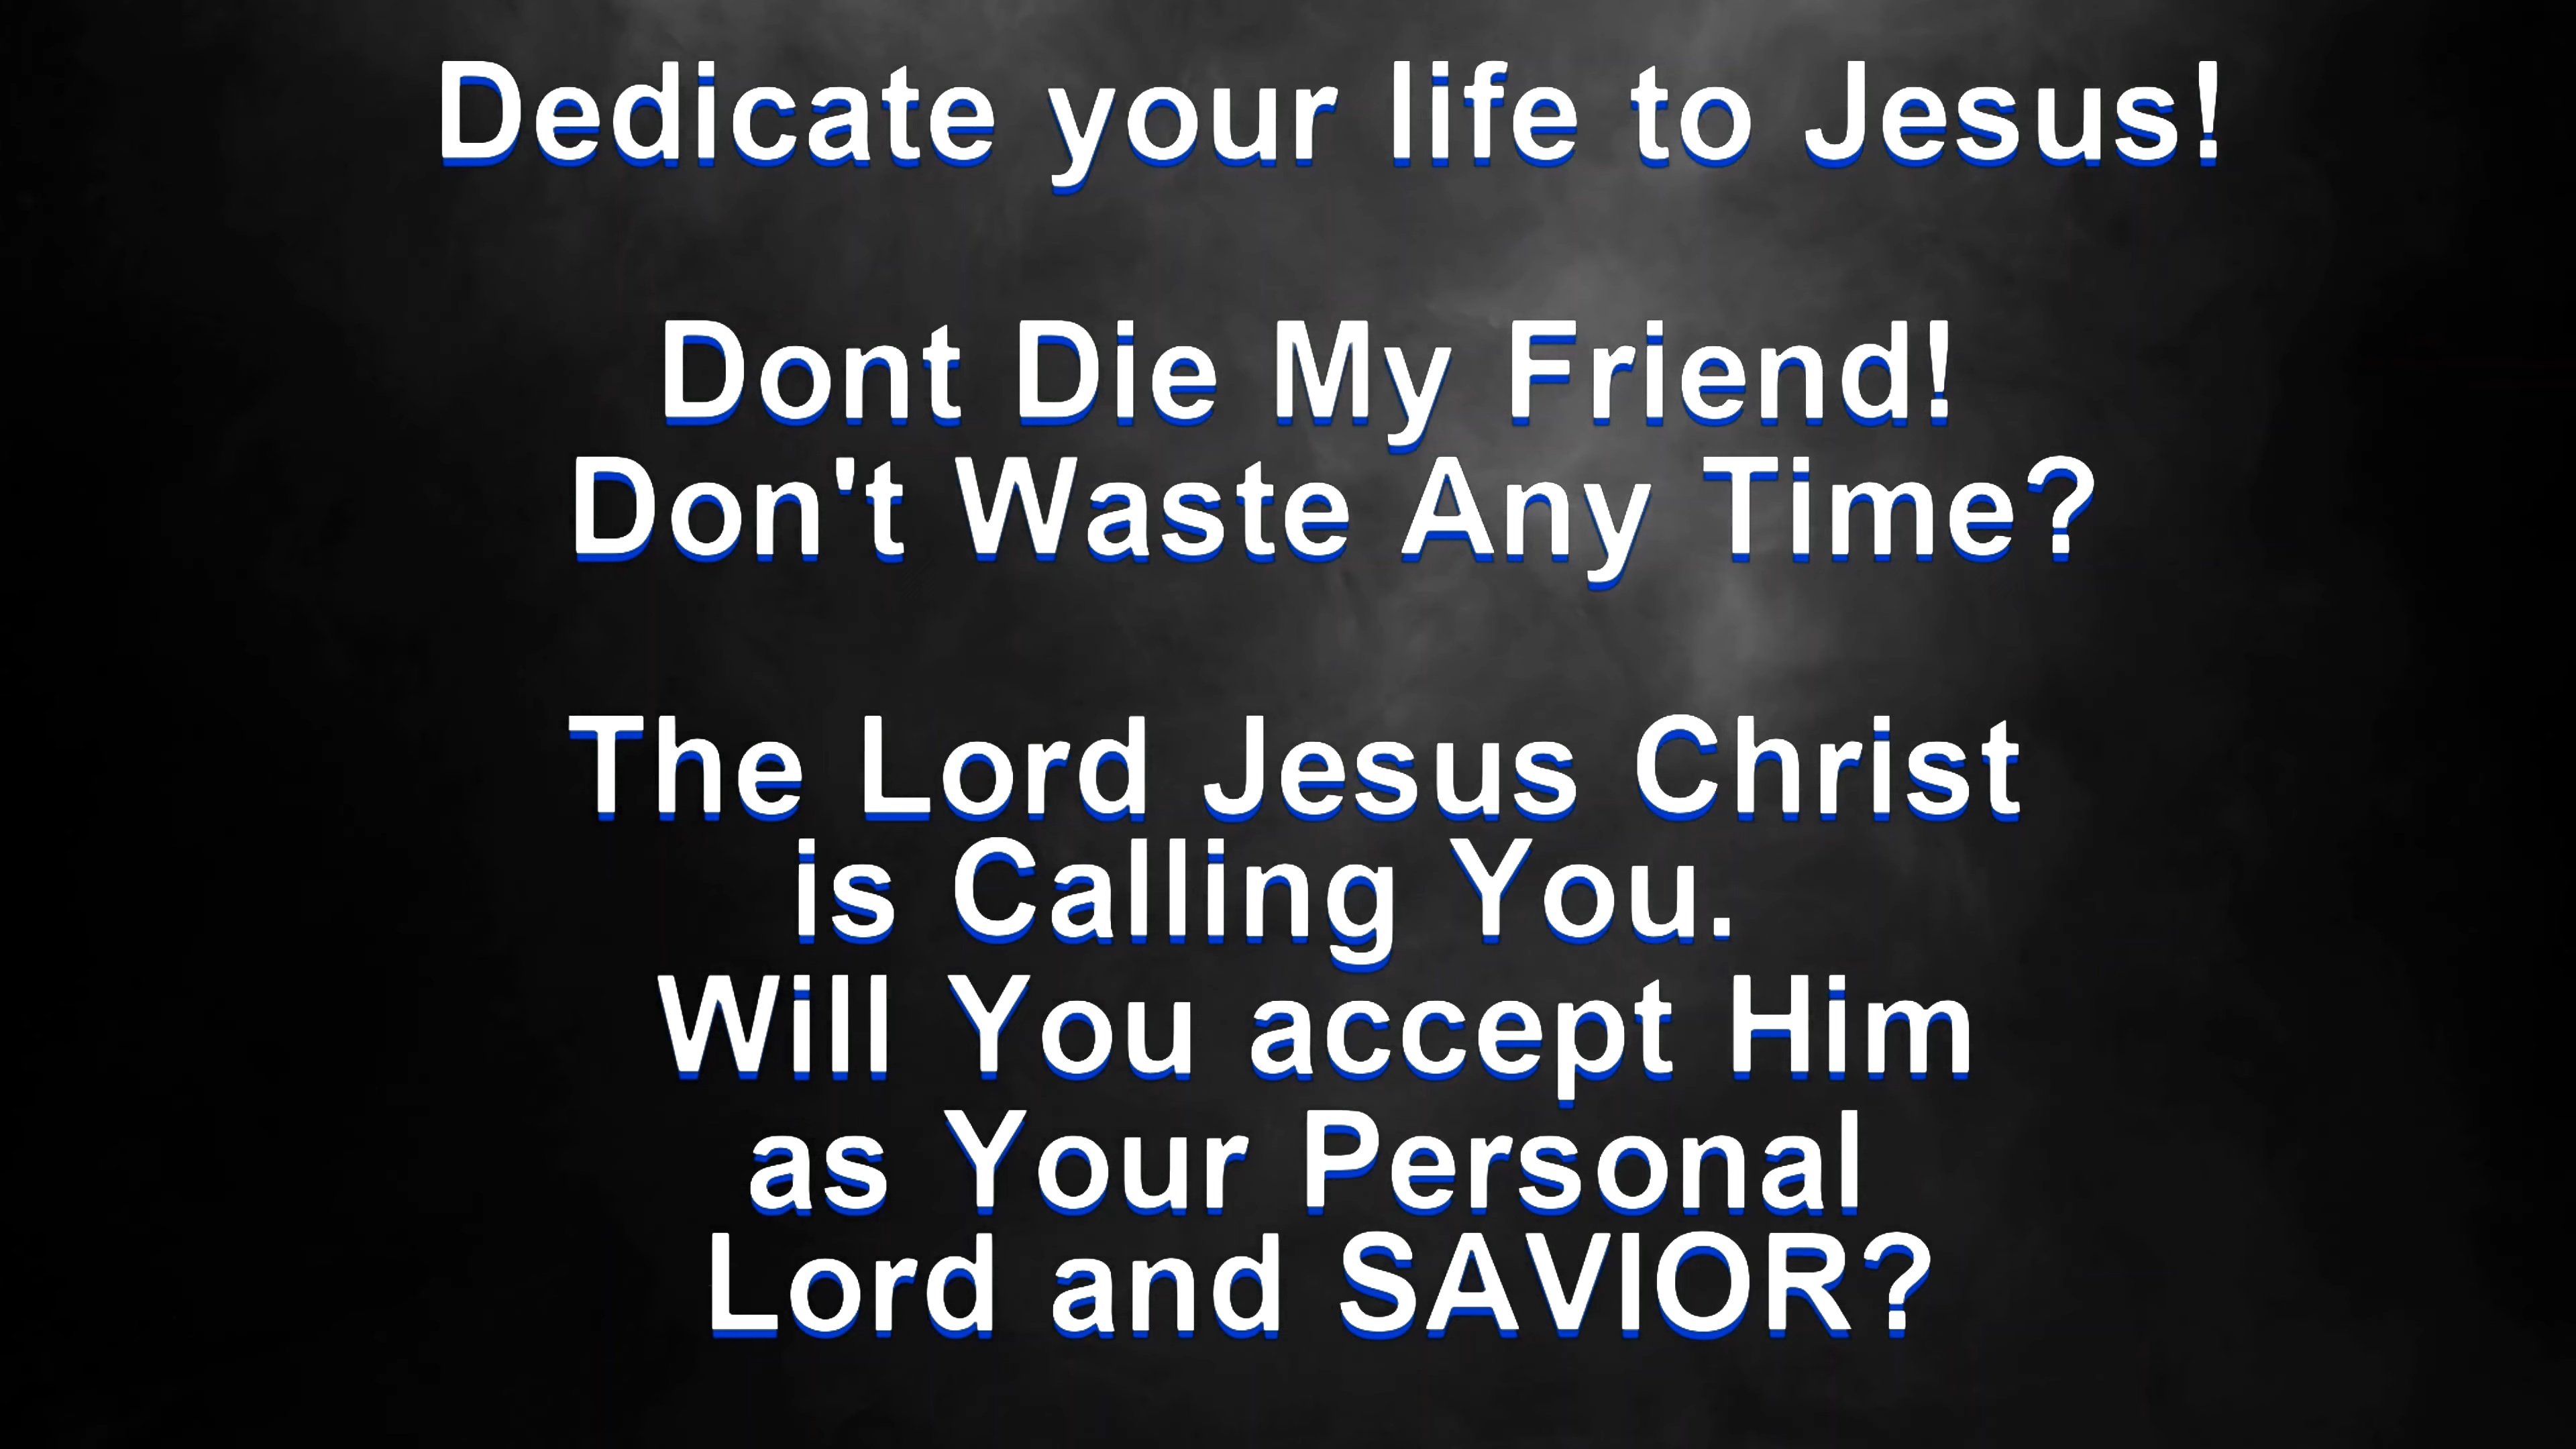 Dedicate your life to Jesus!
Dont Die My Friend!
Don't Waste Any Time?
The Lord Jesus Christ
is Calling You.
Will You accept Him
as Your Personal
Lord and SAVIOR?